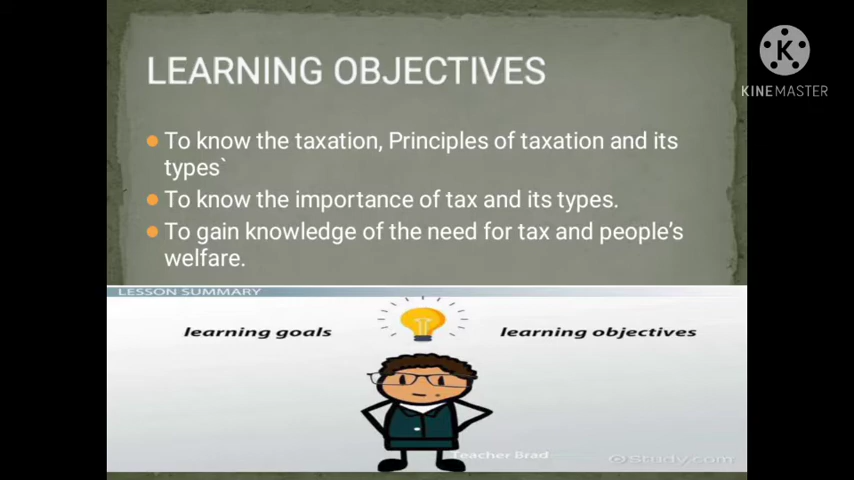 LEARNING OBJECTIVES
K
KINEMASTER
To know the taxation, Principles of taxation and its
types`
To know the importance of tax and its types.
To gain knowledge of the need for tax and people’s
welfare.
LESSON SUMMARY
learning goals
learning objectives
Teacher Brad
Study.com